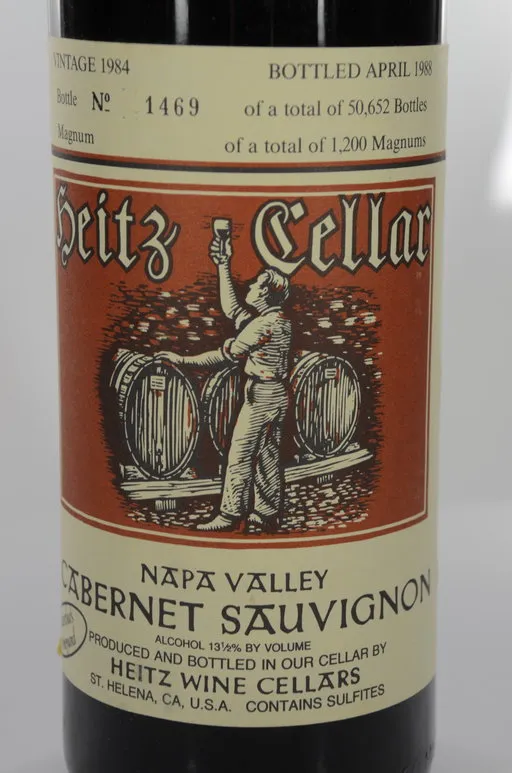 VINTAGE 1984 BOTTLED APRIL 1988
Bottle Nº 1469 of a total of 50,652 Bottles
Magnum of a total of 1,200 Magnums
Heitz Cellar
NAPA VALLEY
CABERNET SAUVIGNON
ALCOHOL 13½% BY VOLUME
PRODUCED AND BOTTLED IN OUR CELLAR BY
HEITZ WINE CELLARS
ST. HELENA, CA, U.S.A. CONTAINS SULFITES